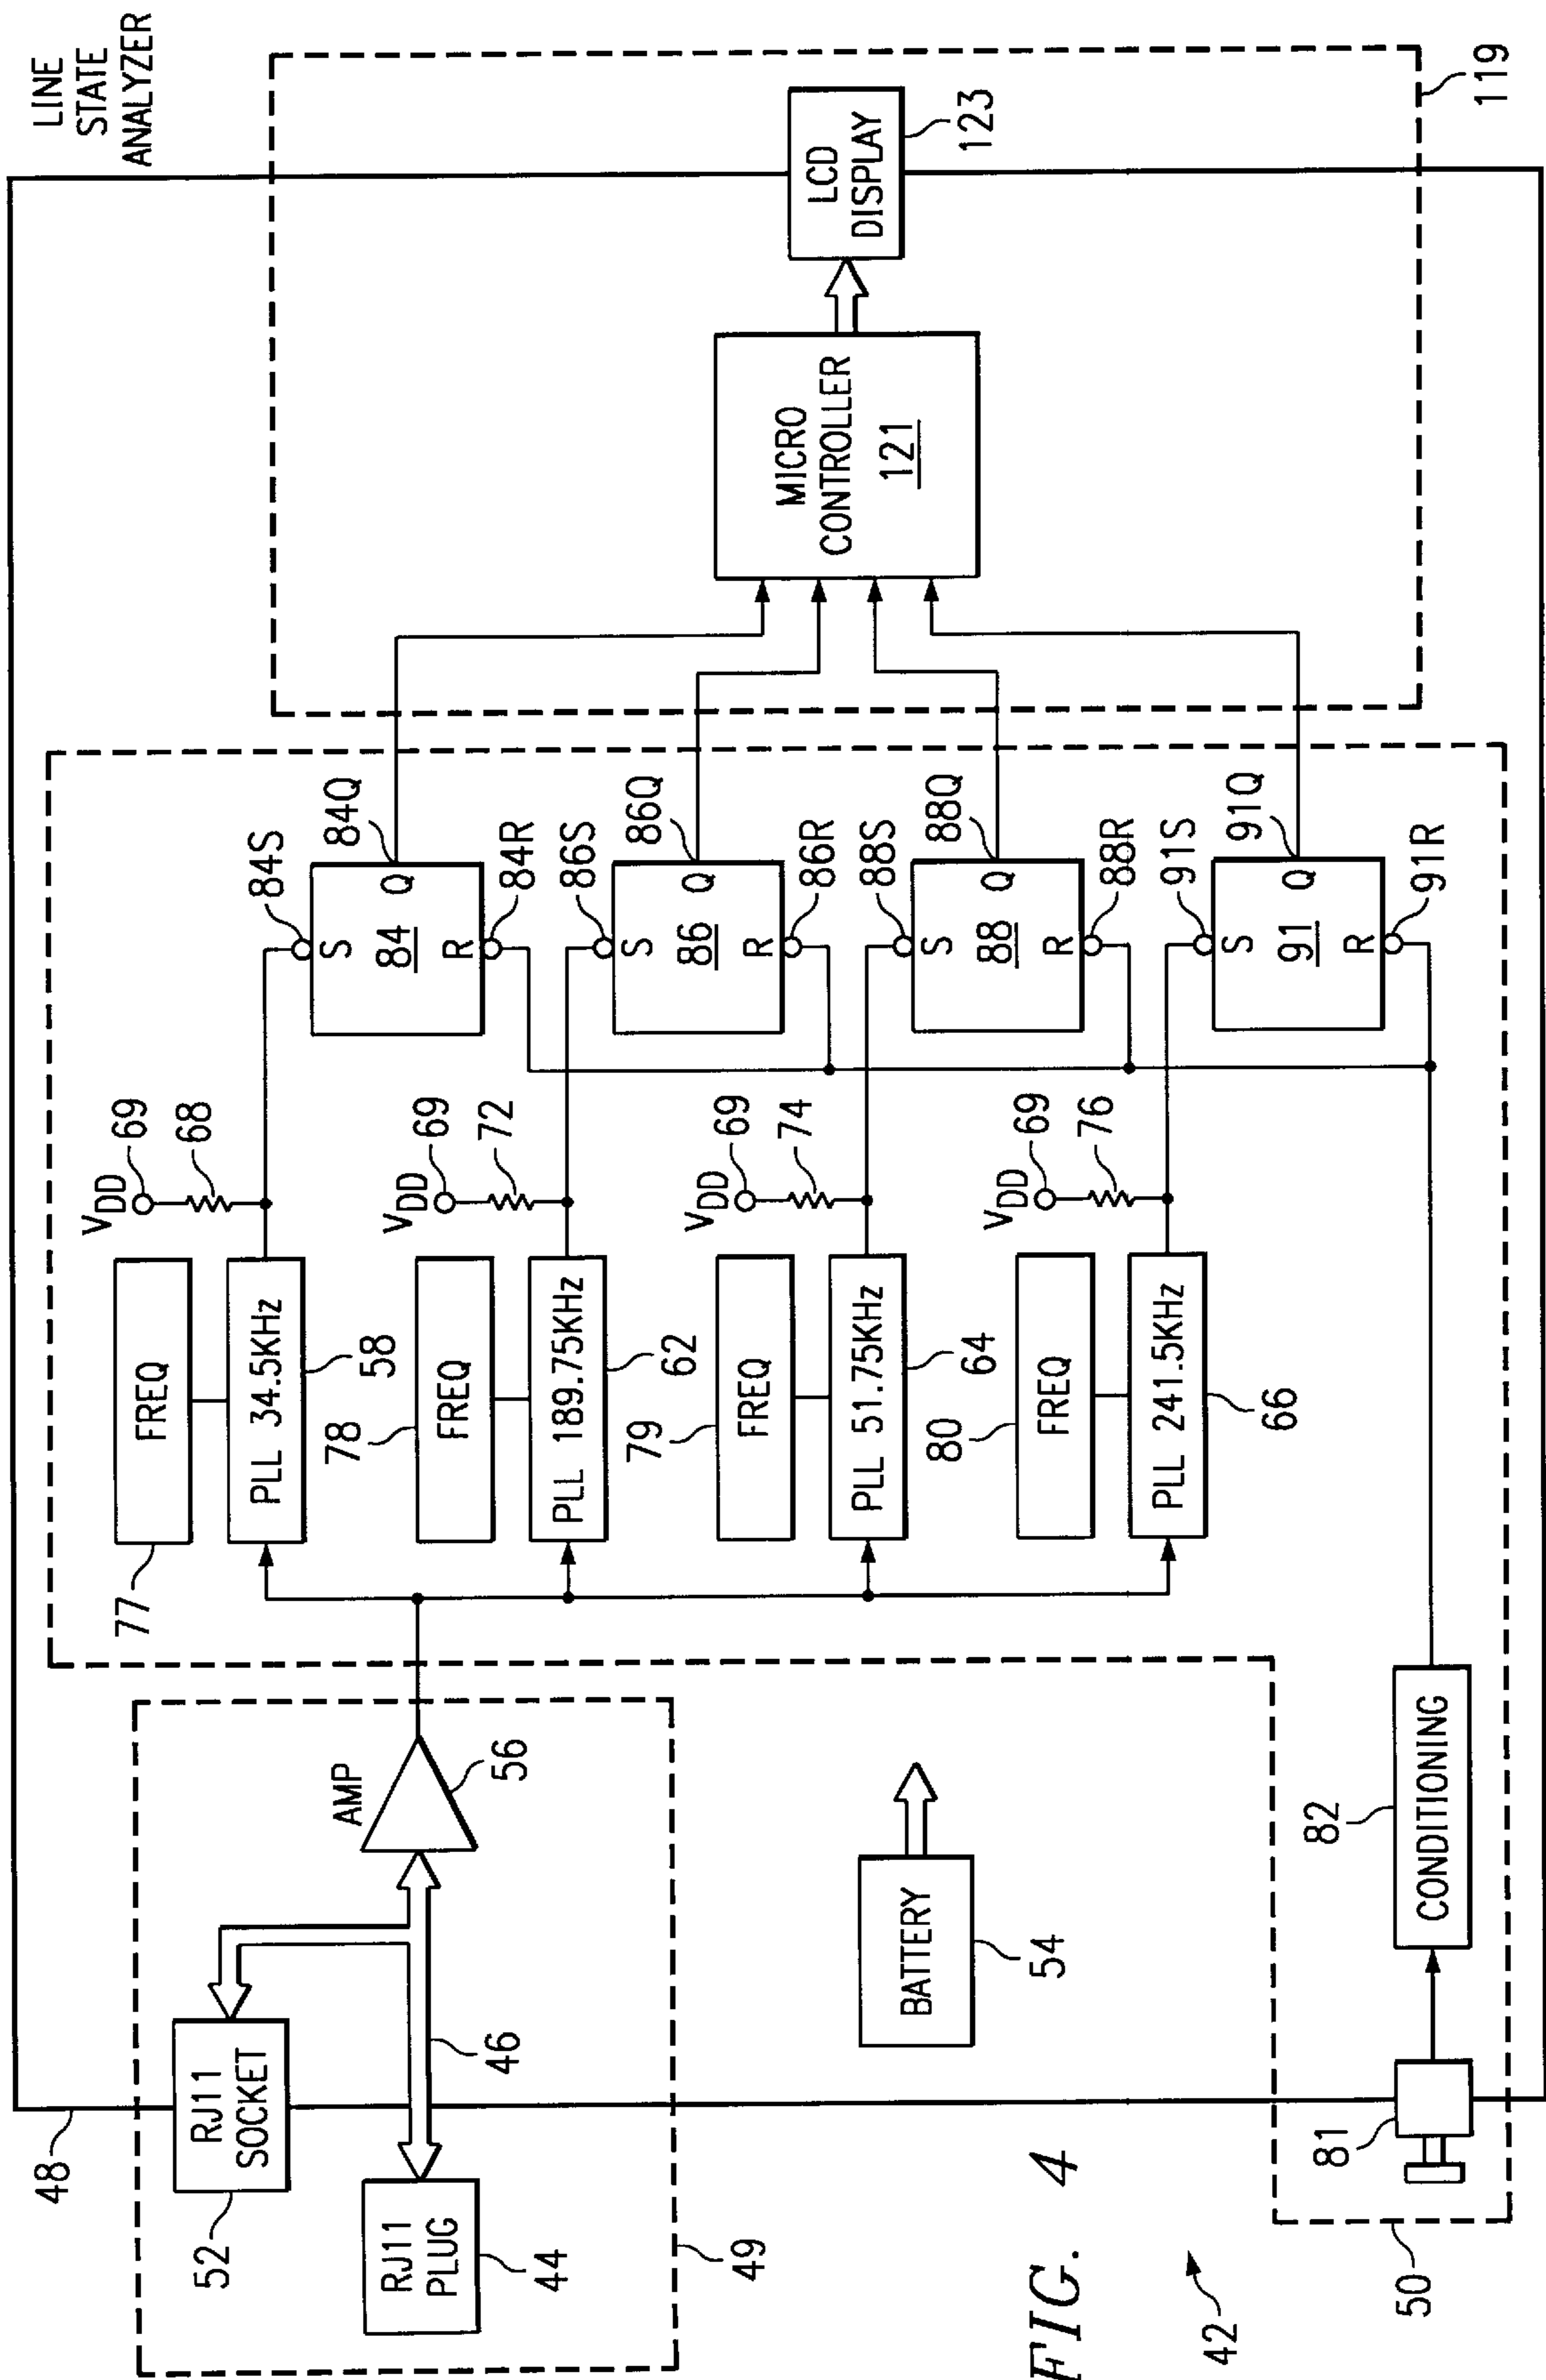 LINE
STATE
ANALYZER
48
52
RJ11
SOCKET
RJ11
PLUG
44
46
49
AMP
56
BATTERY
54
77
FREQ
PLL 34.5KHz
58
VDD
69
68
78
FREQ
PLL 189.75KHz
62
VDD
69
72
79
FREQ
PLL 51.75KHz
64
VDD
69
74
80
FREQ
PLL 241.5KHz
66
VDD
69
76
84S
S
84
Q
R
84Q
84R
86S
S
86
Q
R
86Q
86R
88S
S
88
Q
R
88Q
88R
91S
S
91
Q
R
91Q
91R
MICRO
CONTROLLER
121
LCD
DISPLAY
123
119
81
82
CONDITIONING
50
42
FIG. 4